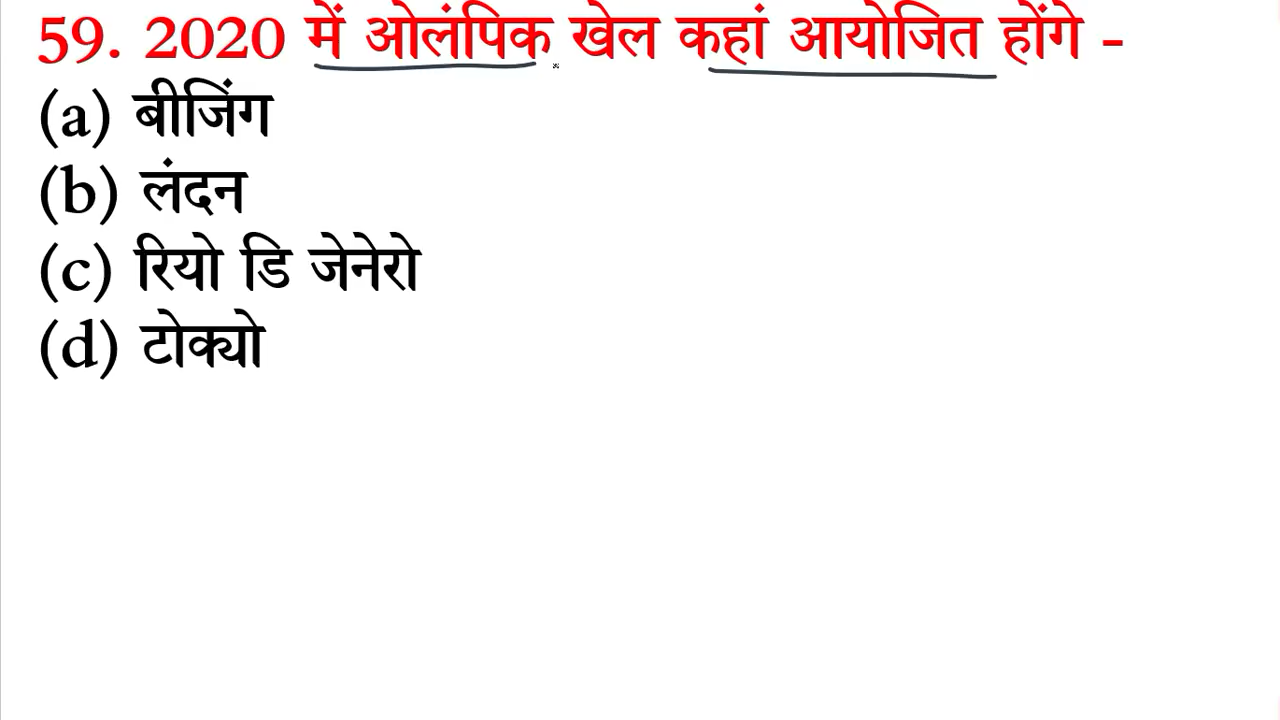 59. 2020 में ओलंपिक खेल कहां आयोजित होंगे -
(a) बीजिंग
(b) लंदन
(c) रियो डि जेनेरो
(d) टोक्यो